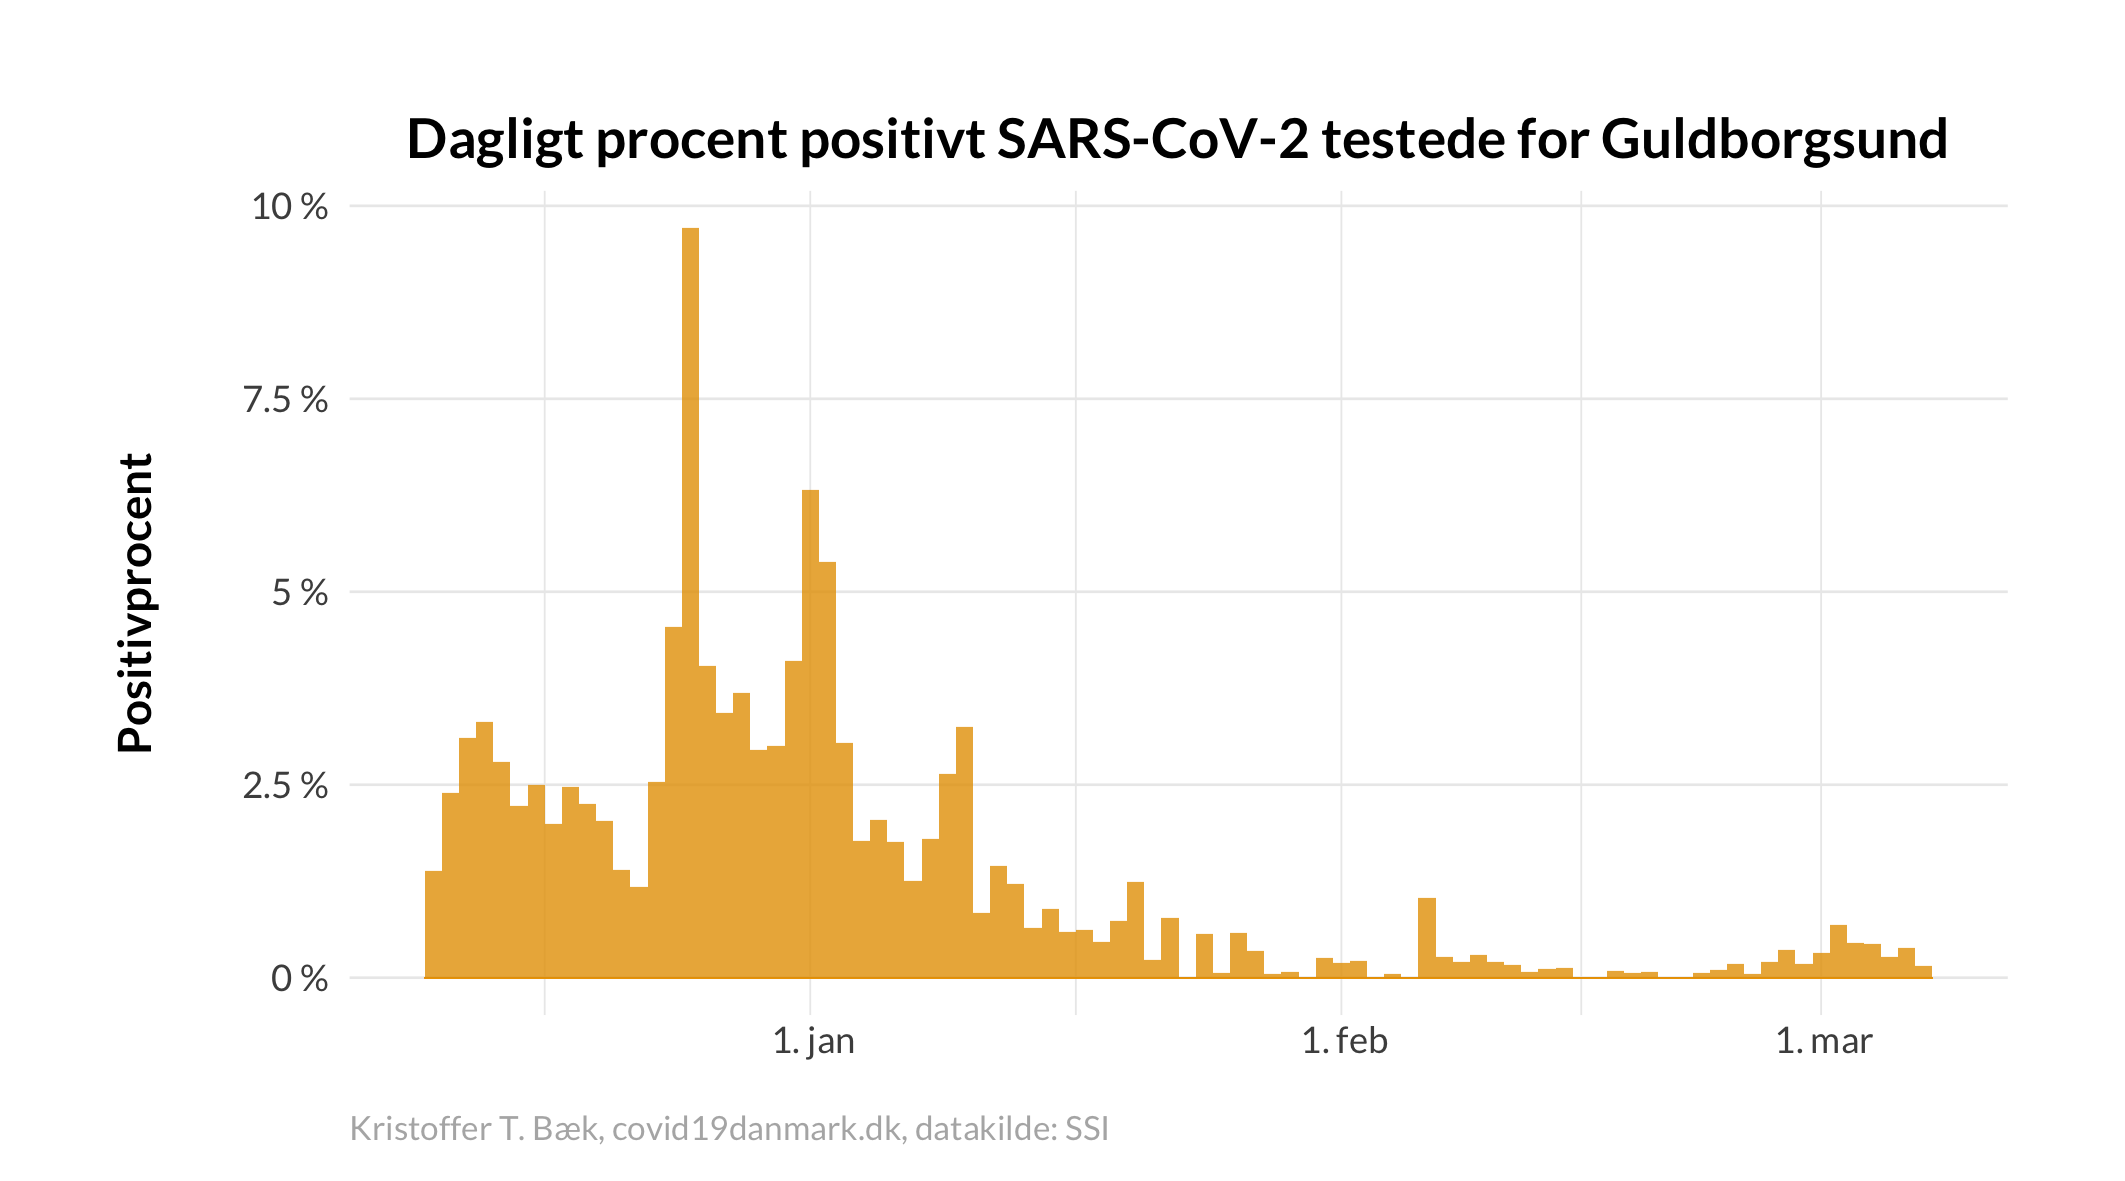 Dagligt procent positivt SARS-CoV-2 testede for Guldborgsund
10 %
7.5 %
5 %
2.5 %
0 %
Positivprocent
1. jan
1. feb
1. mar
Kristoffer T. Bæk, covid19danmark.dk, datakilde: SSI